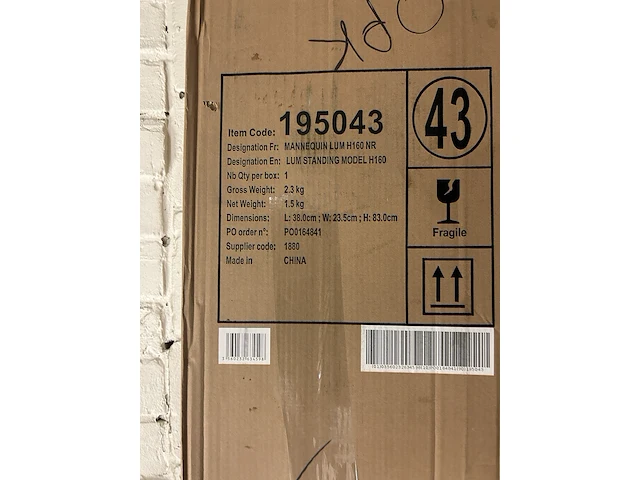 Item Code: 195043
Designation Fr: MANNEQUIN LUM H160 NR
Designation En: LUM STANDING MODEL H160
Nb Qty per box: 1
Gross Weight: 2.3 kg
Net Weight: 1.5 kg
Dimensions: L: 38.0cm ; W: 23.5cm ; H: 83.0cm
PO order n°: PO0164841
Supplier code: 1880
Made in CHINA
43
Fragile